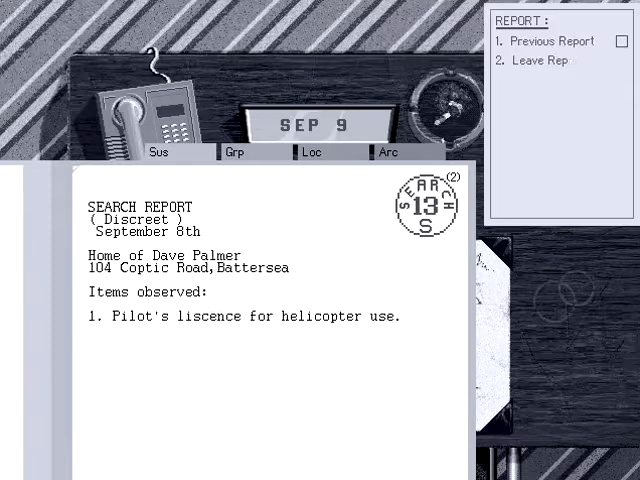 REPORT:
1. Previous Report
2. Leave Rep
SEP 9
Sus Grp Loc Arc
(2)
SEARCH
13
S
SEARCH REPORT
( Discreet )
September 8th
Home of Dave Palmer
104 Coptic Road,Battersea
Items observed:
1. Pilot's liscence for helicopter use.